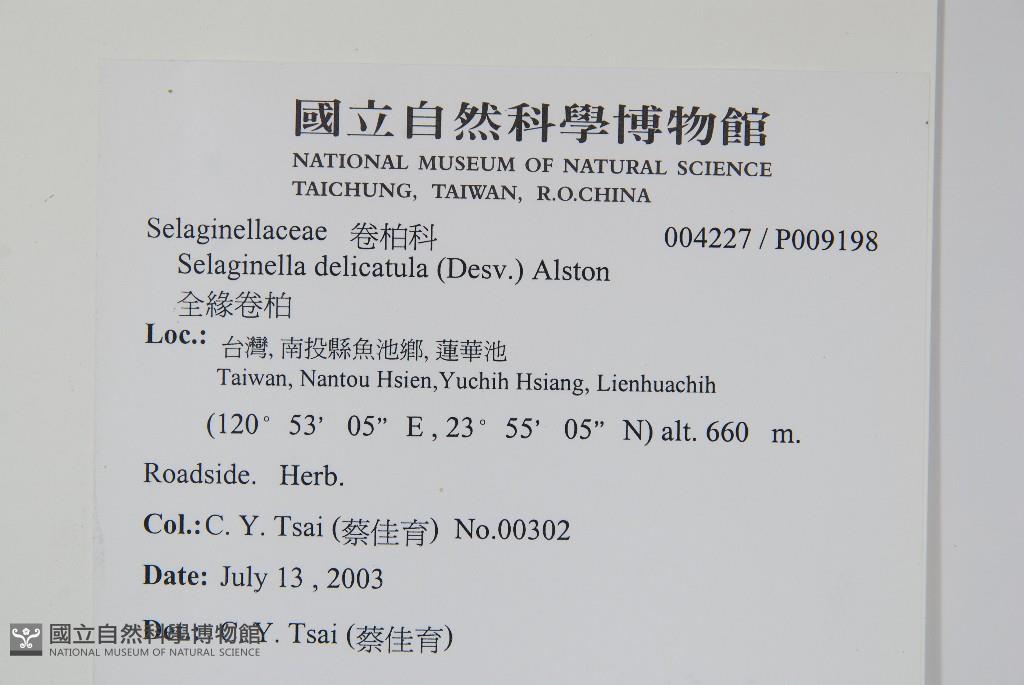 國立自然科學博物館
NATIONAL MUSEUM OF NATURAL SCIENCE
TAICHUNG, TAIWAN, R.O.CHINA
Selaginellaceae 卷柏科 004227 / P009198
Selaginella delicatula (Desv.) Alston
全緣卷柏
Loc.: 台灣, 南投縣魚池鄉, 蓮華池
Taiwan, Nantou Hsien,Yuchih Hsiang, Lienhuachih
(120° 53’ 05” E , 23° 55’ 05” N) alt. 660 m.
Roadside. Herb.
Col.: C. Y. Tsai (蔡佳育) No.00302
Date: July 13 , 2003
Det.: C. Y. Tsai (蔡佳育)
國立自然科學博物館
NATIONAL MUSEUM OF NATURAL SCIENCE